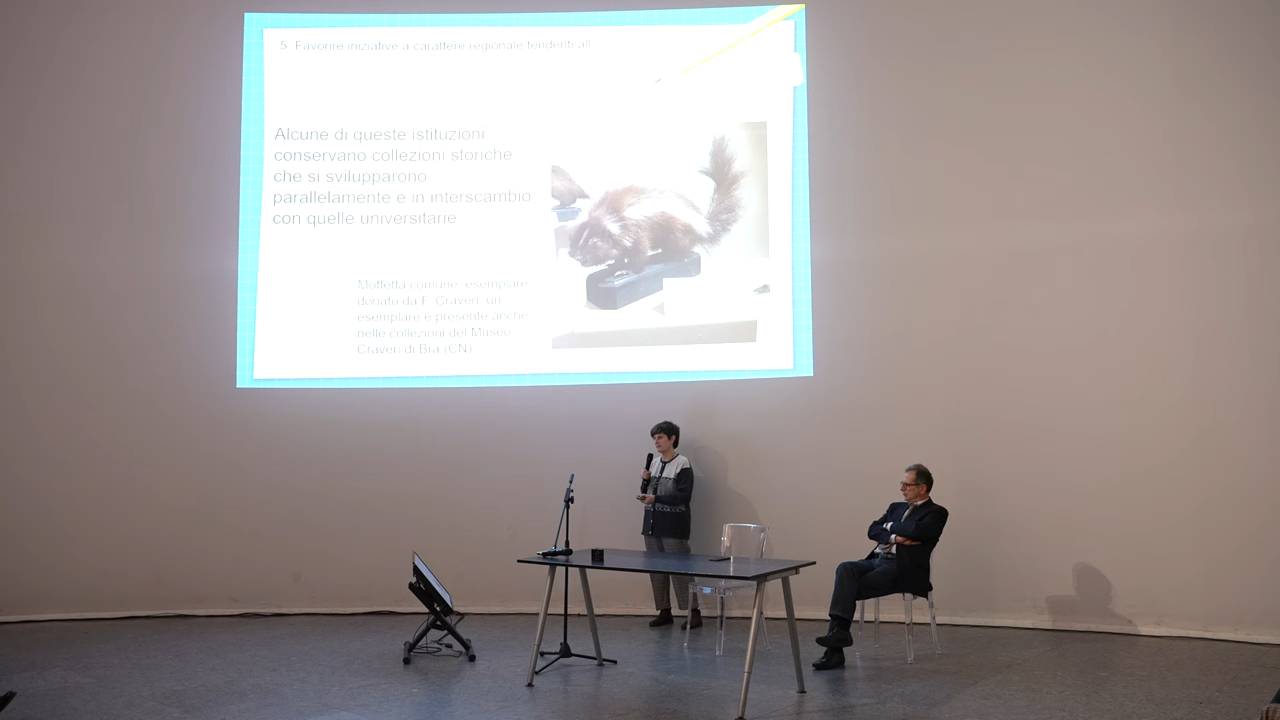 5. Favorire iniziative a carattere regionale tendenti all
Alcune di queste istituzioni
conservano collezioni storiche
che si svilupparono
parallelamente e in interscambio
con quelle universitarie
Moffetta comune, esemplare
donato da F. Craveri, un
esemplare è presente anche
nelle collezioni del Museo
Craveri di Bra (CN)